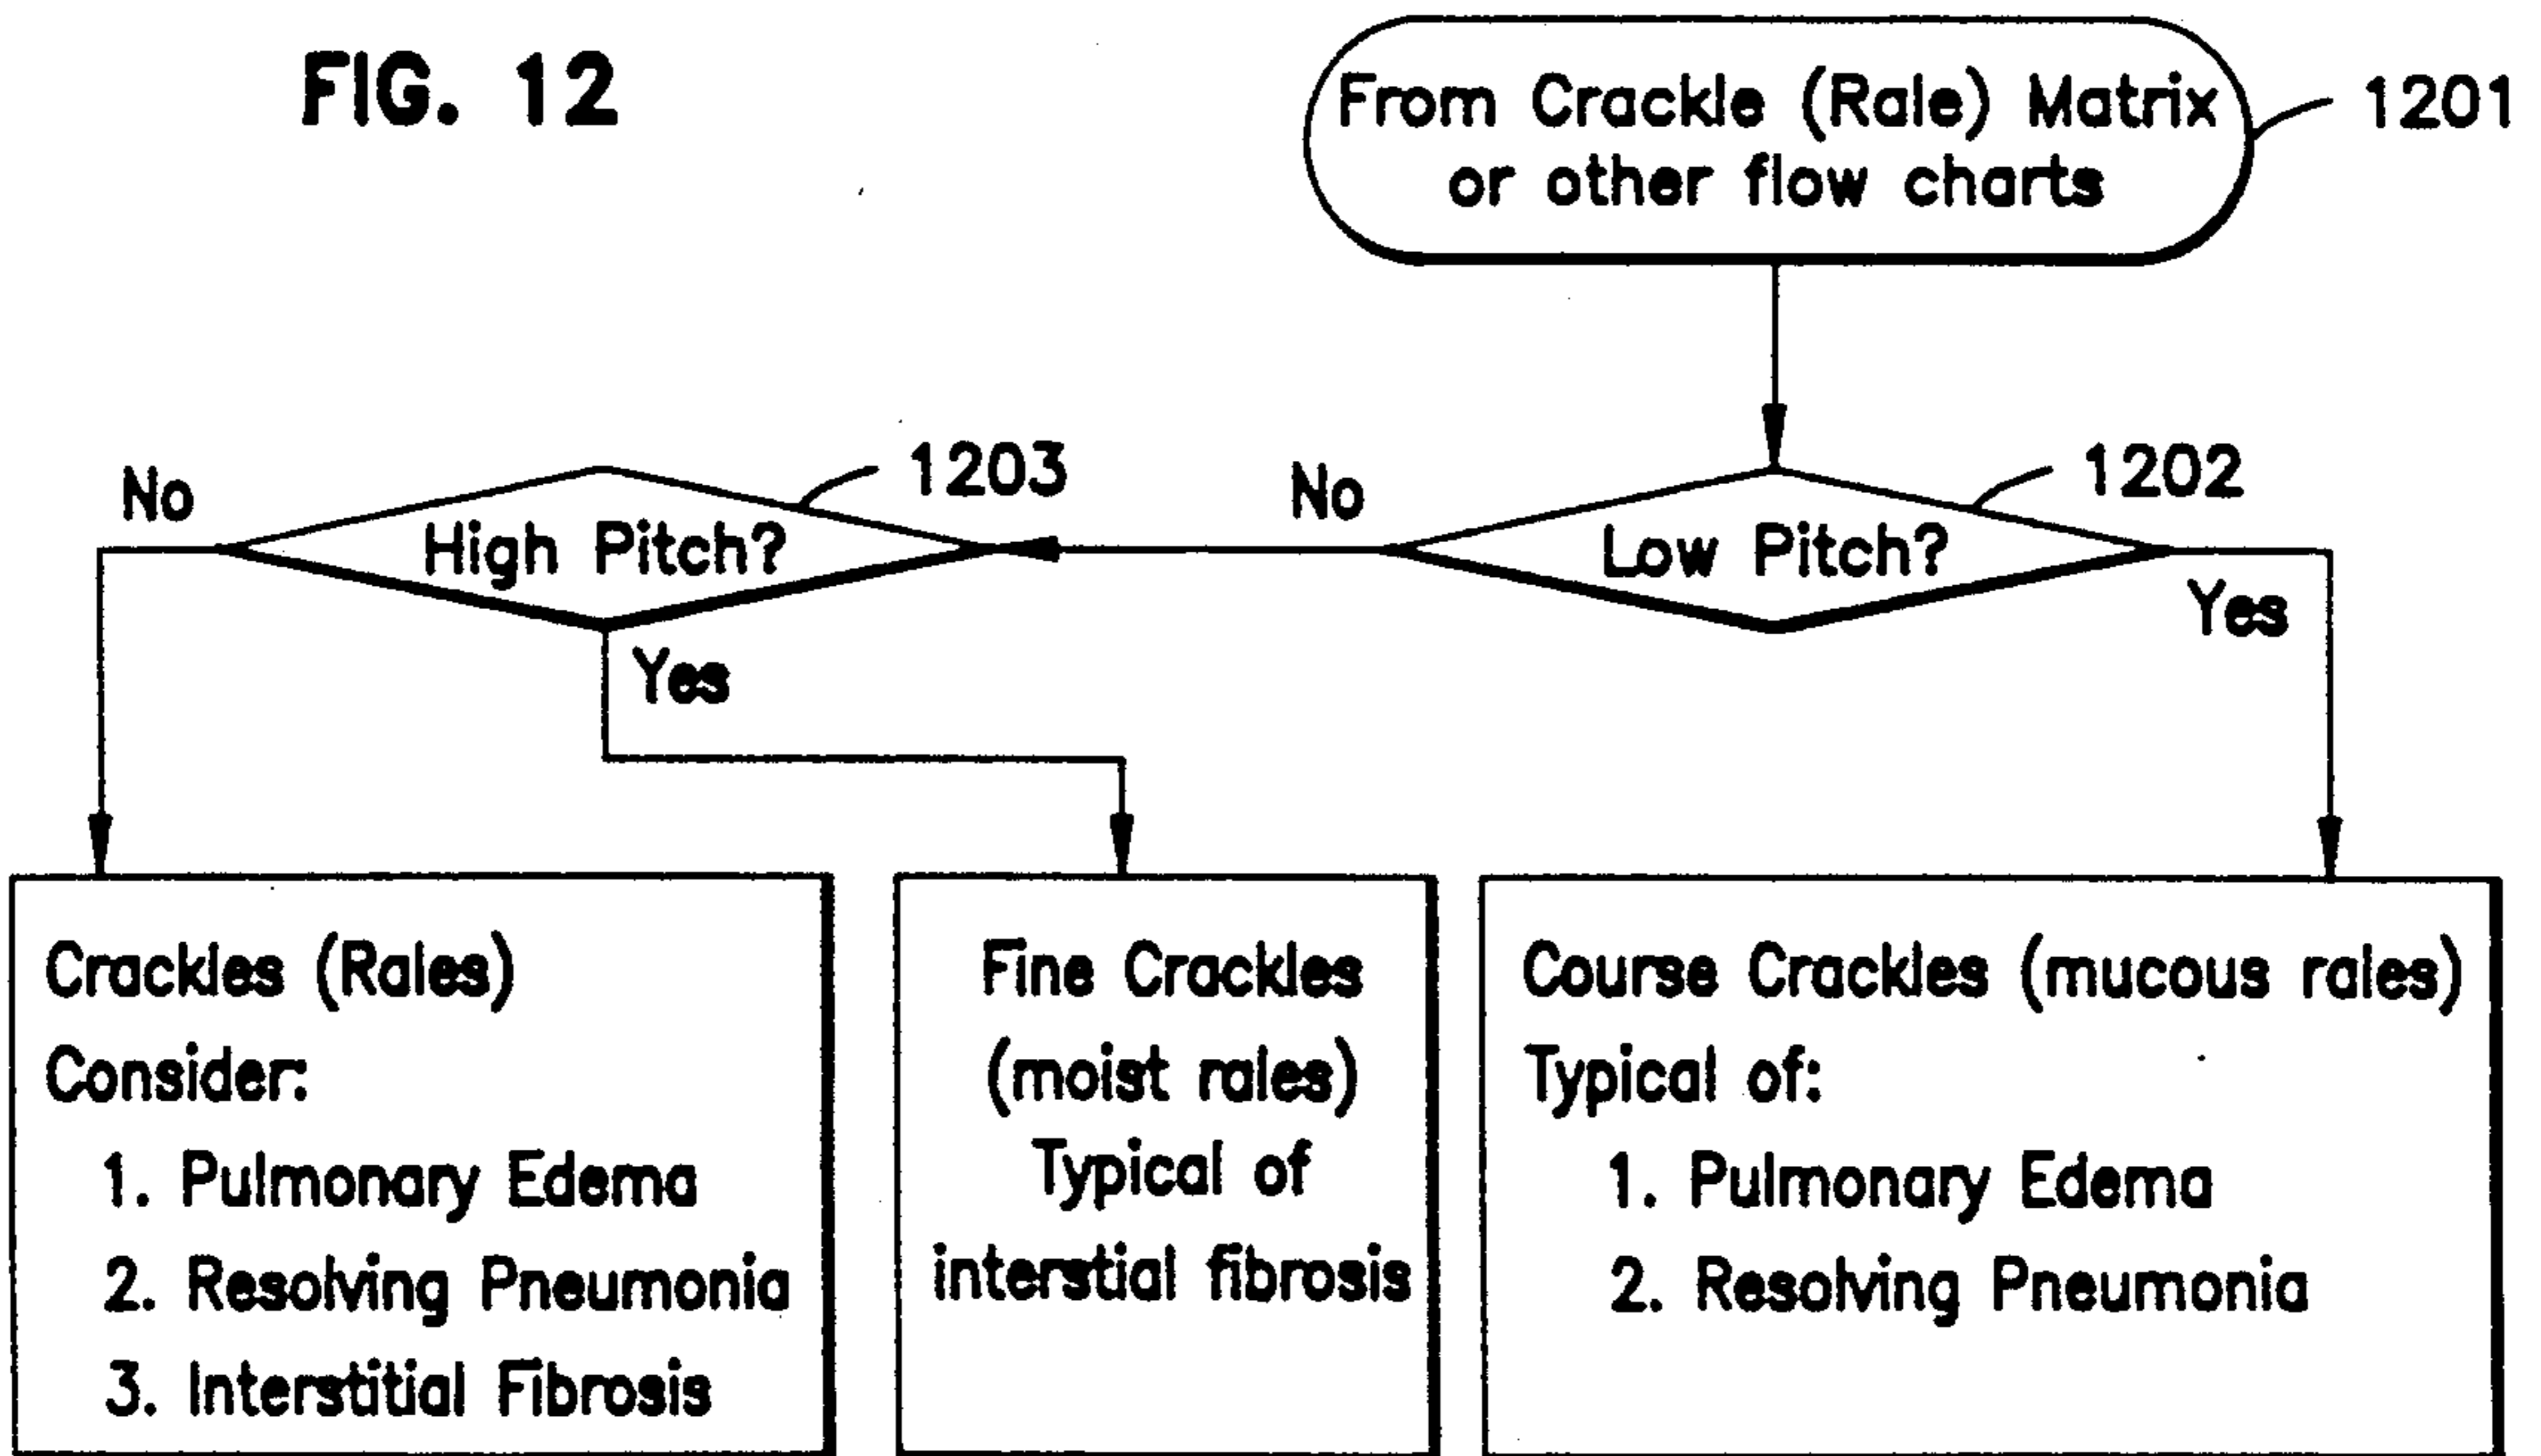 FIG. 12
From Crackle (Rale) Matrix
or other flow charts
1201
1202
Low Pitch?
No
Yes
1203
High Pitch?
No
Yes
Crackles (Rales)
Consider:
1. Pulmonary Edema
2. Resolving Pneumonia
3. Interstitial Fibrosis
Fine Crackles
(moist rales)
Typical of
interstial fibrosis
Course Crackles (mucous rales)
Typical of:
1. Pulmonary Edema
2. Resolving Pneumonia